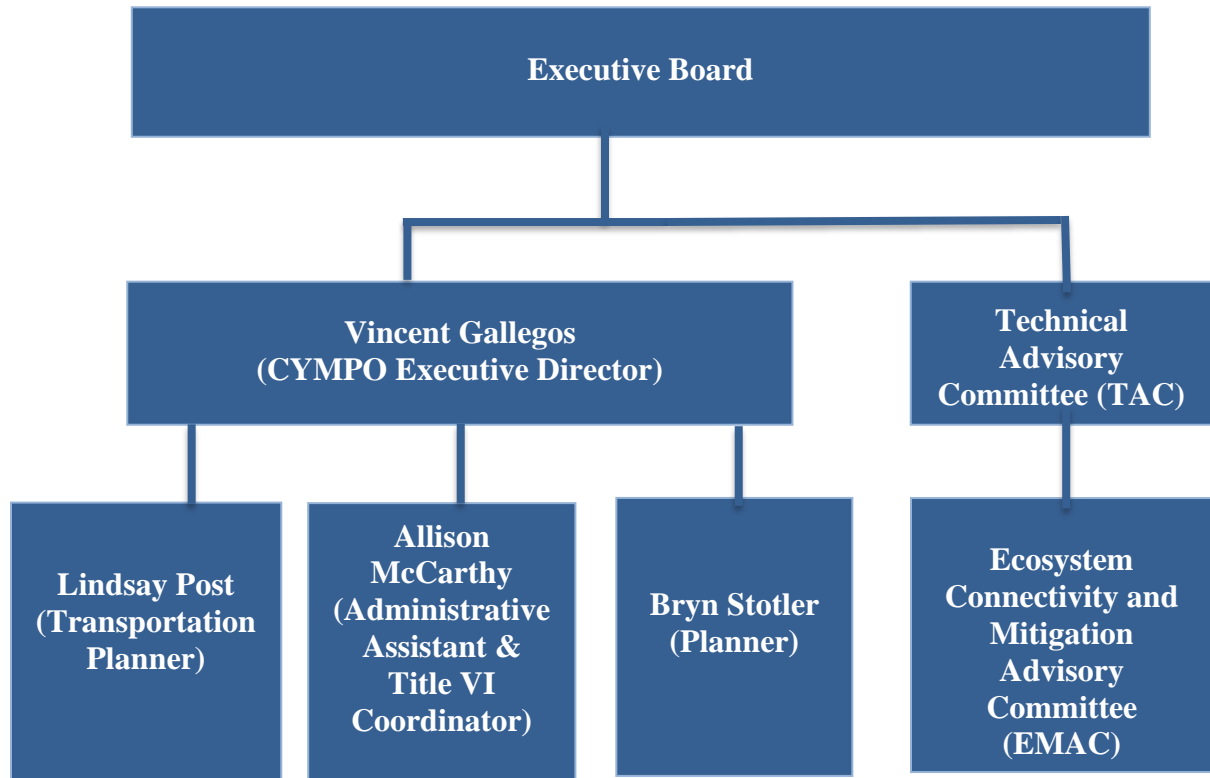 Executive Board
Vincent Gallegos
(CYMPO Executive Director)
Technical
Advisory
Committee (TAC)
Lindsay Post
(Transportation
Planner)
Allison
McCarthy
(Administrative
Assistant &
Title VI
Coordinator)
Bryn Stotler
(Planner)
Ecosystem
Connectivity and
Mitigation
Advisory
Committee
(EMAC)